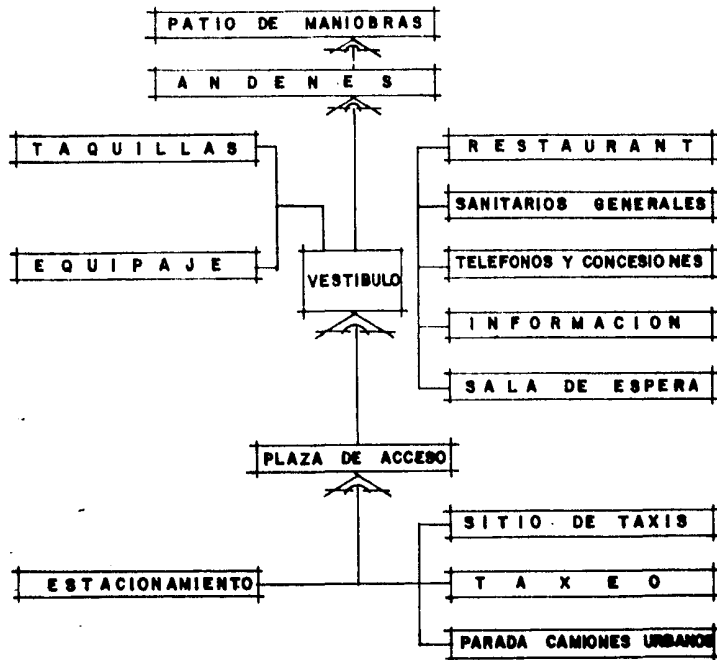 PATIO DE MANIOBRAS
ANDENES
TAQUILLAS
RESTAURANT
SANITARIOS GENERALES
EQUIPAJE
VESTIBULO
TELEFONOS Y CONCESIONES
INFORMACION
SALA DE ESPERA
PLAZA DE ACCESO
SITIO DE TAXIS
ESTACIONAMIENTO
TAXEO
PARADA CAMIONES URBANOS